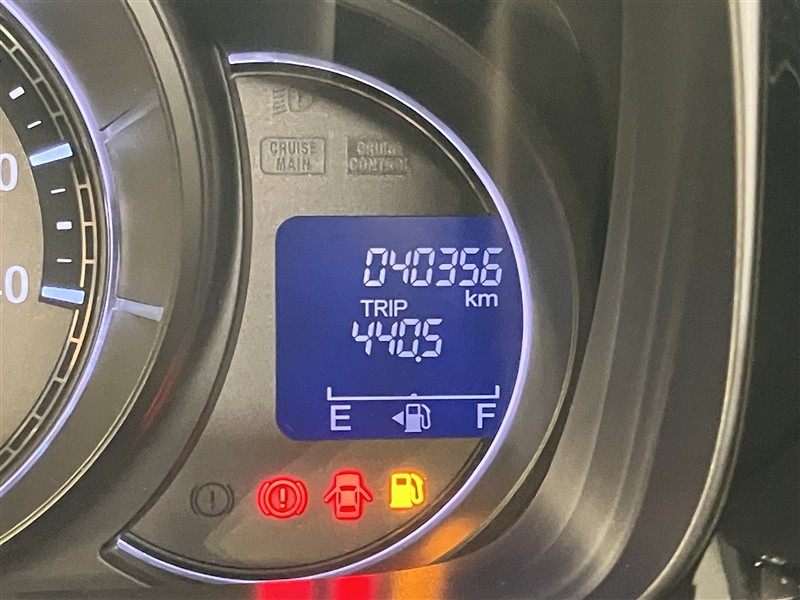 CRUISE
MAIN
CRUISE
CONTROL
040356
km
TRIP
440.5
E F